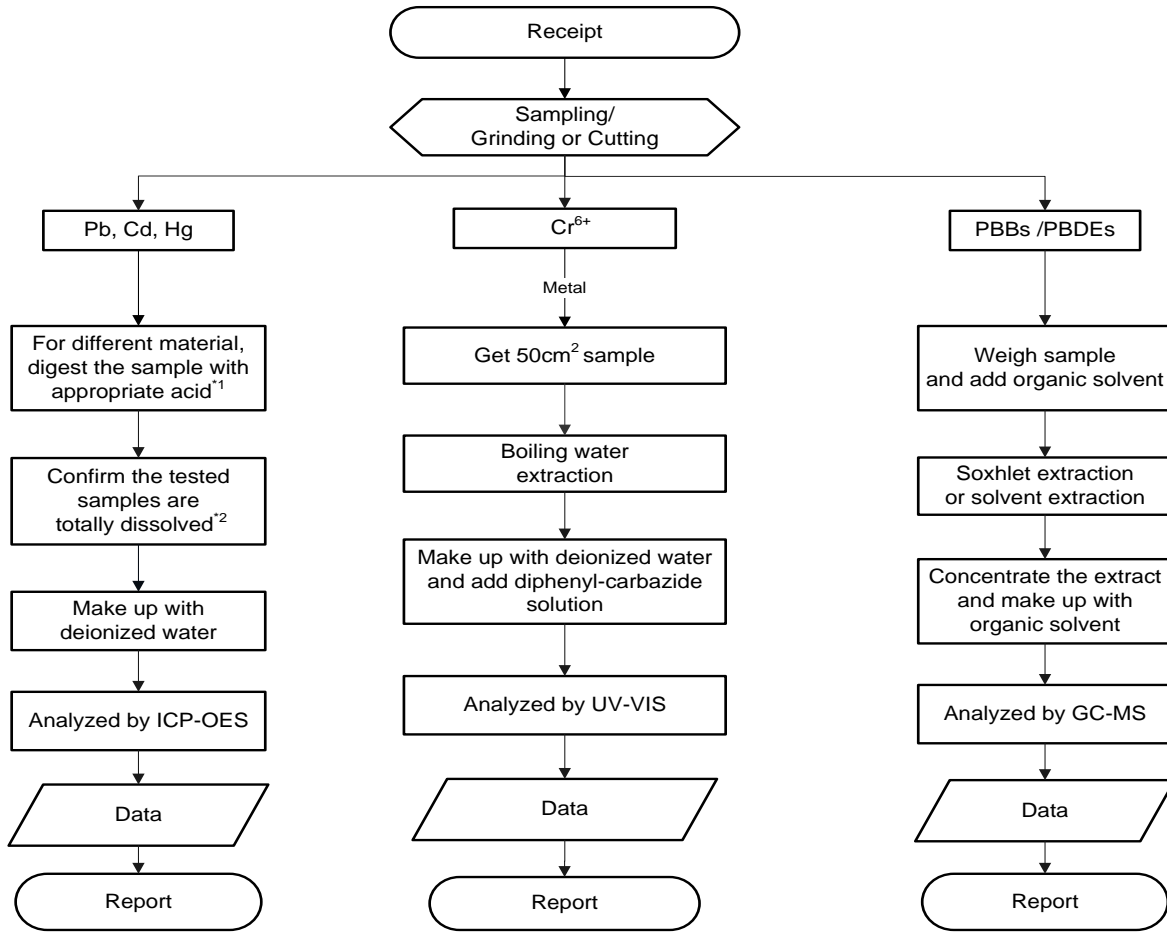 Receipt
Sampling/
Grinding or Cutting
Pb, Cd, Hg
For different material,
digest the sample with
appropriate acid*1
Confirm the tested
samples are
totally dissolved*2
Make up with
deionized water
Analyzed by ICP-OES
Data
Report
Cr6+
Metal
Get 50cm2 sample
Boiling water
extraction
Make up with deionized water
and add diphenyl-carbazide
solution
Analyzed by UV-VIS
Data
Report
PBBs /PBDEs
Weigh sample
and add organic solvent
Soxhlet extraction
or solvent extraction
Concentrate the extract
and make up with
organic solvent
Analyzed by GC-MS
Data
Report